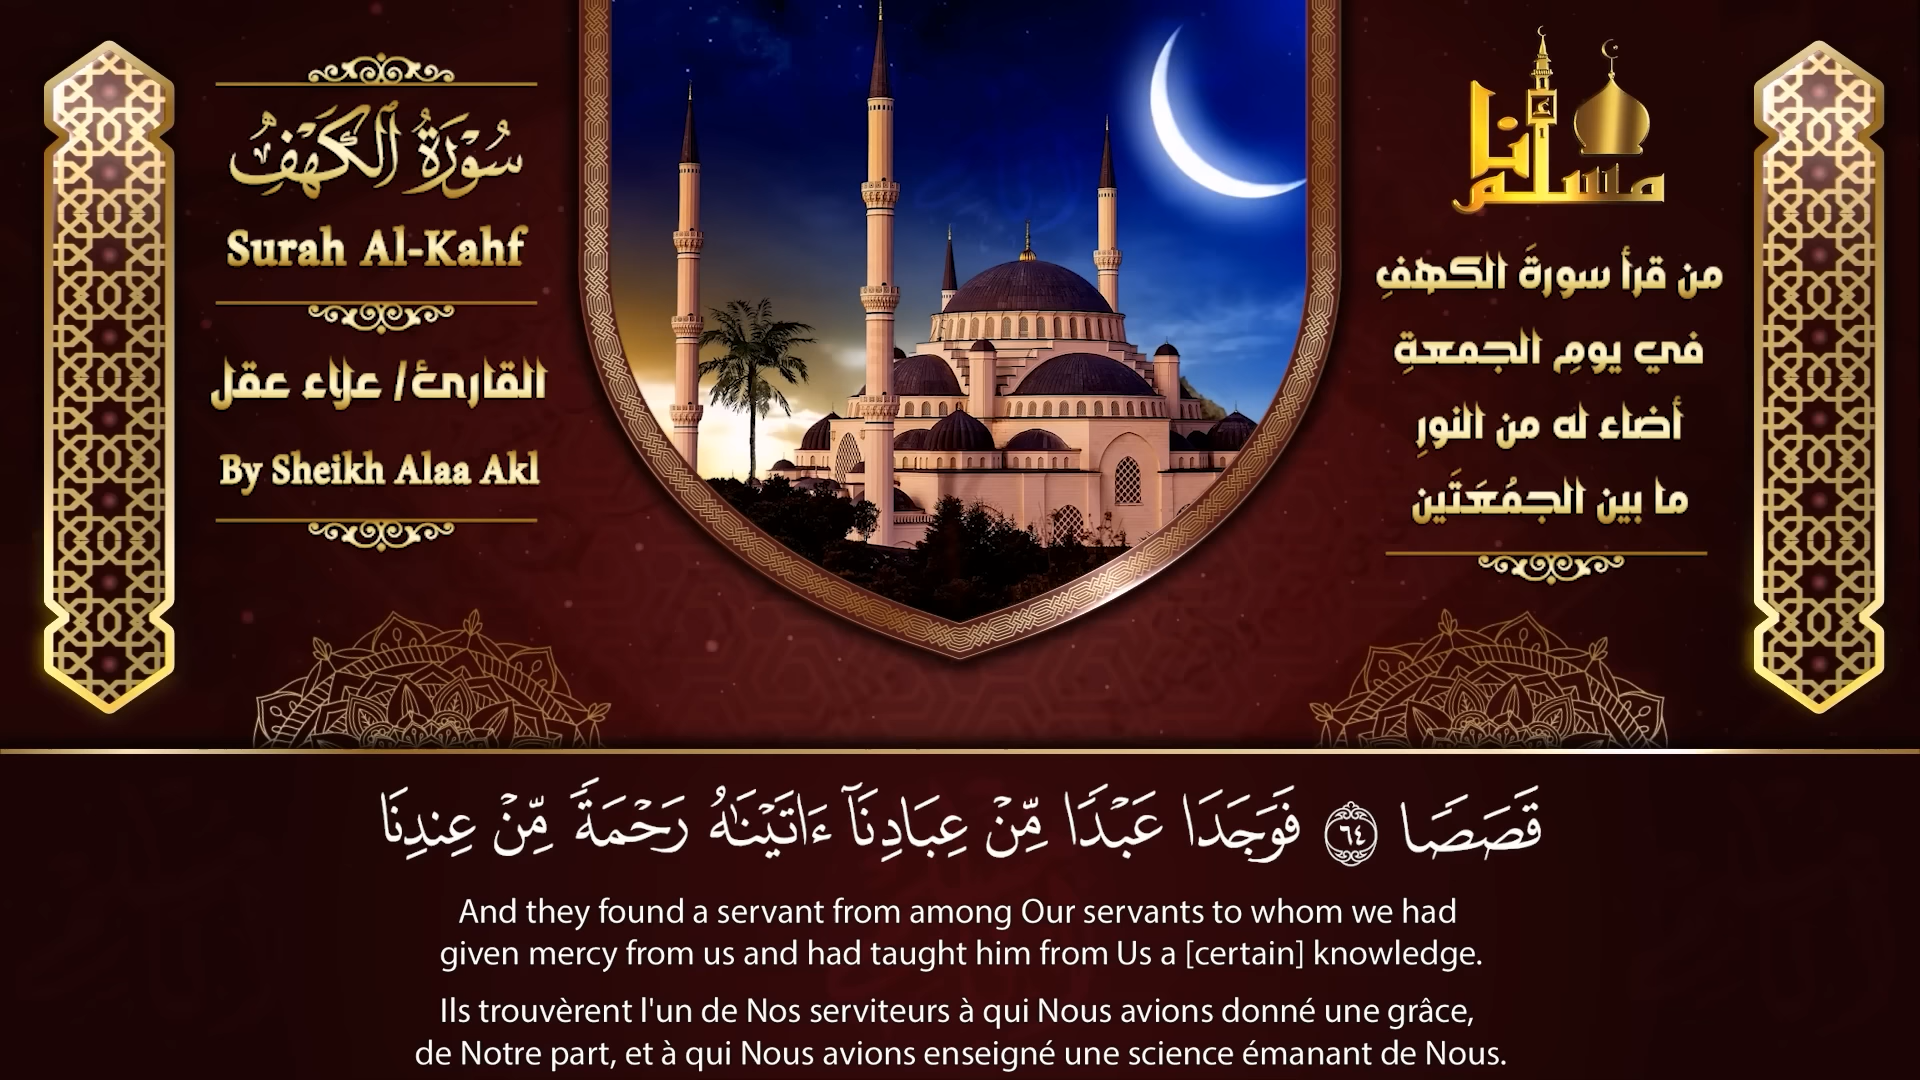 سُورَةُ الكَهْفِ
Surah Al-Kahf
القارئ/ علاء عقل
By Sheikh Alaa Akl
أنا مسلم
من قرأ سورةَ الكهفِ
في يومِ الجمعةِ
أضاء له من النورِ
ما بين الجمُعَتَين
قَصَصًا ٦٤ فَوَجَدَا عَبْدًا مِّنْ عِبَادِنَآ ءَاتَيْنَٰهُ رَحْمَةً مِّنْ عِندِنَا
And they found a servant from among Our servants to whom we had
given mercy from us and had taught him from Us a [certain] knowledge.
Ils trouvèrent l'un de Nos serviteurs à qui Nous avions donné une grâce,
de Notre part, et à qui Nous avions enseigné une science émanant de Nous.